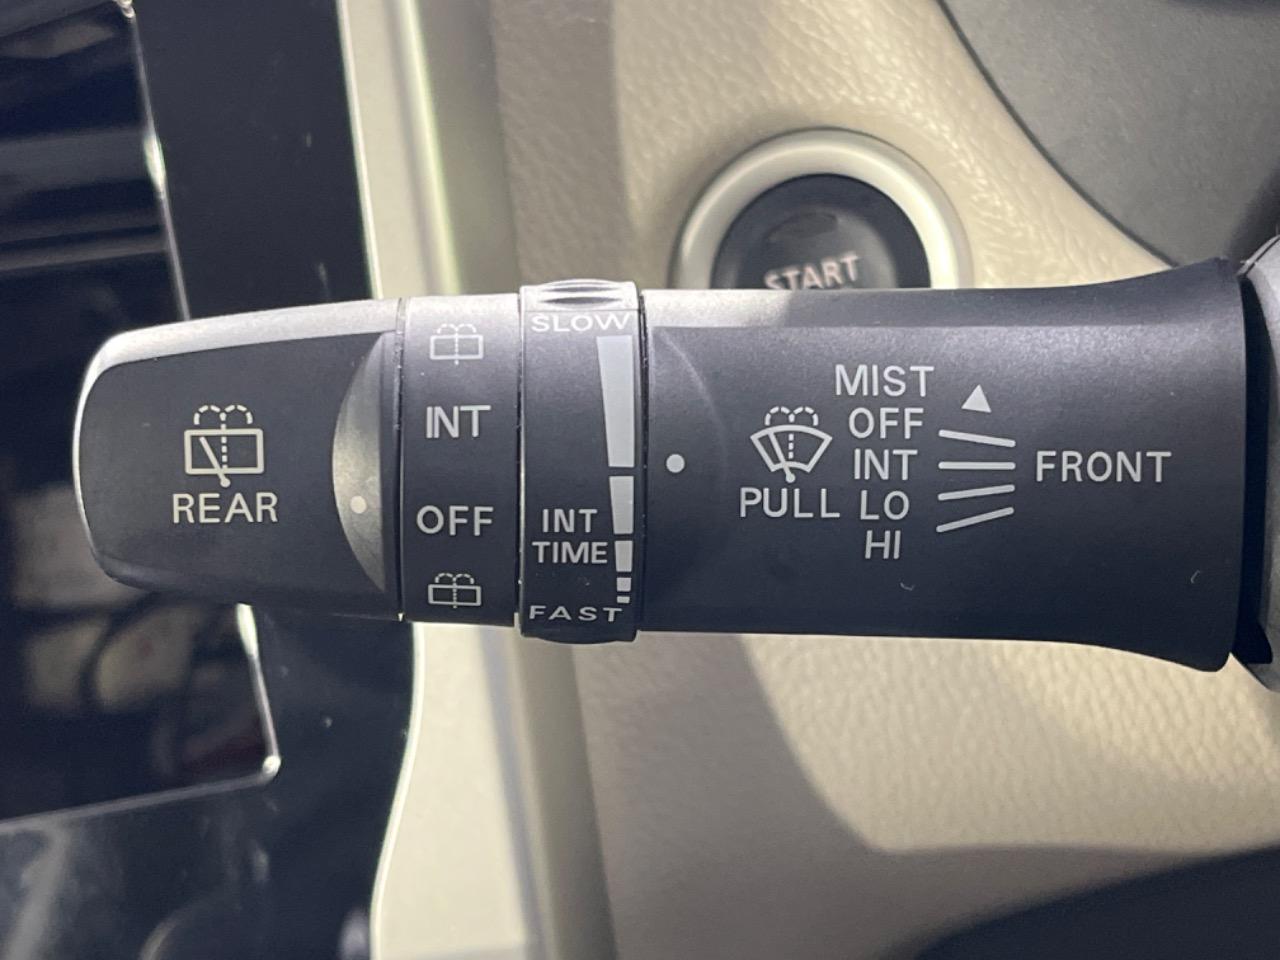 START
REAR
INT
OFF
SLOW
INT
TIME
FAST
PULL
MIST
OFF
INT
LO
HI
FRONT